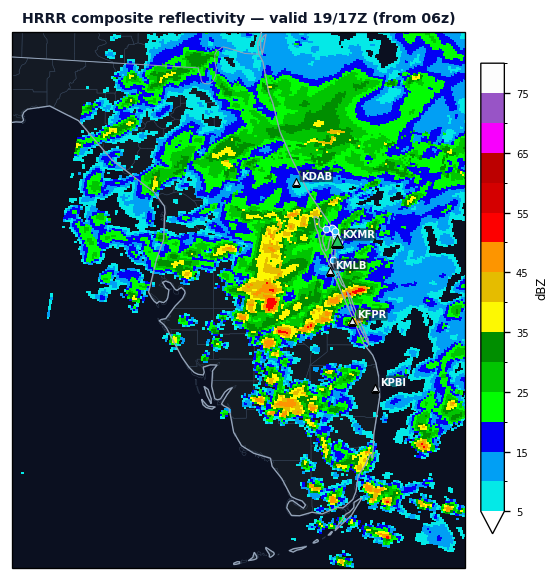 HRRR composite reflectivity — valid 19/17Z (from 06z)
KDAB
KXMR
KMLB
KFPR
KPBI
75
65
55
45
35
25
15
5
dBZ